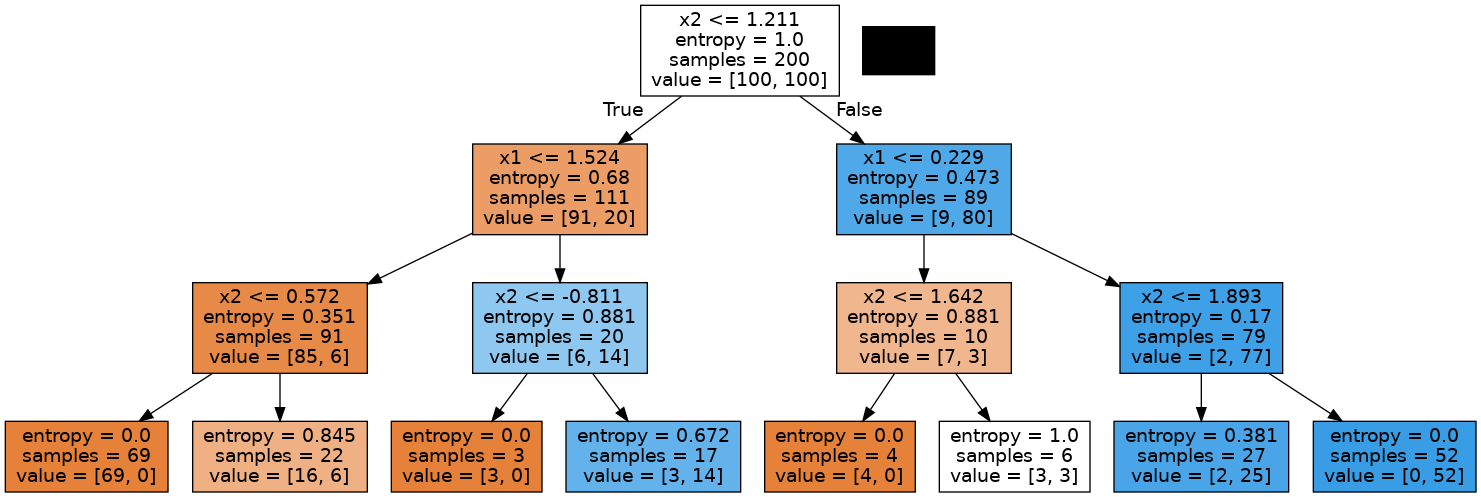 x2 <= 1.211
entropy = 1.0
samples = 200
value = [100, 100]
True
False
x1 <= 1.524
entropy = 0.68
samples = 111
value = [91, 20]
x1 <= 0.229
entropy = 0.473
samples = 89
value = [9, 80]
x2 <= 0.572
entropy = 0.351
samples = 91
value = [85, 6]
x2 <= -0.811
entropy = 0.881
samples = 20
value = [6, 14]
x2 <= 1.642
entropy = 0.881
samples = 10
value = [7, 3]
x2 <= 1.893
entropy = 0.17
samples = 79
value = [2, 77]
entropy = 0.0
samples = 69
value = [69, 0]
entropy = 0.845
samples = 22
value = [16, 6]
entropy = 0.0
samples = 3
value = [3, 0]
entropy = 0.672
samples = 17
value = [3, 14]
entropy = 0.0
samples = 4
value = [4, 0]
entropy = 1.0
samples = 6
value = [3, 3]
entropy = 0.381
samples = 27
value = [2, 25]
entropy = 0.0
samples = 52
value = [0, 52]